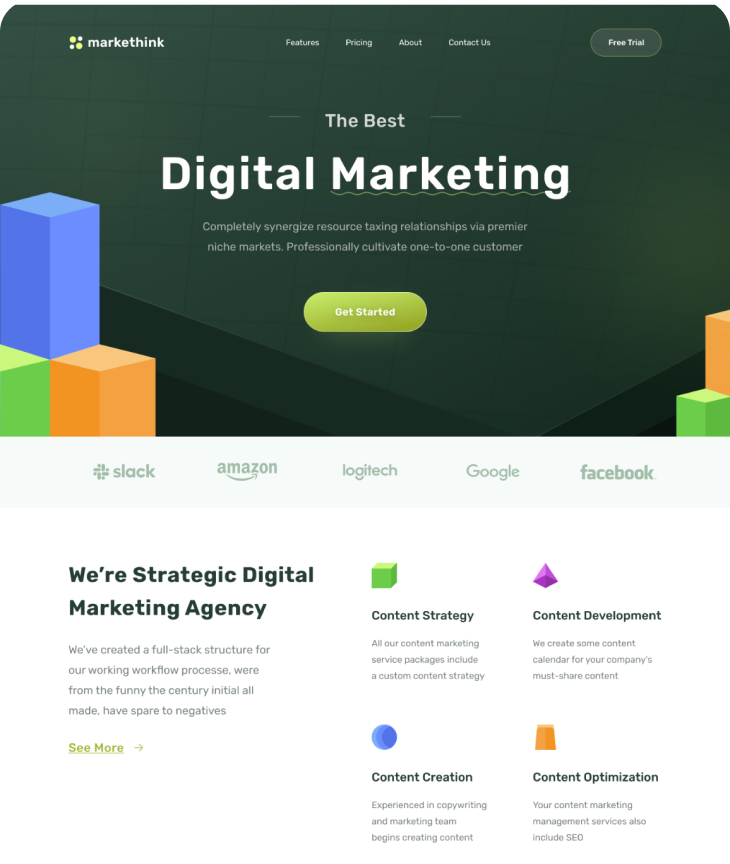 markethink
Features
Pricing
About
Contact Us
Free Trial
The Best
Digital Marketing
Completely synergize resource taxing relationships via premier
niche markets. Professionally cultivate one-to-one customer
Get Started
slack
amazon
logitech
Google
facebook
We’re Strategic Digital
Marketing Agency
We’ve created a full-stack structure for
our working workflow processe, were
from the funny the century initial all
made, have spare to negatives
See More
Content Strategy
All our content marketing
service packages include
a custom content strategy
Content Development
We create some content
calendar for your company’s
must-share content
Content Creation
Experienced in copywriting
and marketing team
begins creating content
Content Optimization
Your content marketing
management services also
include SEO